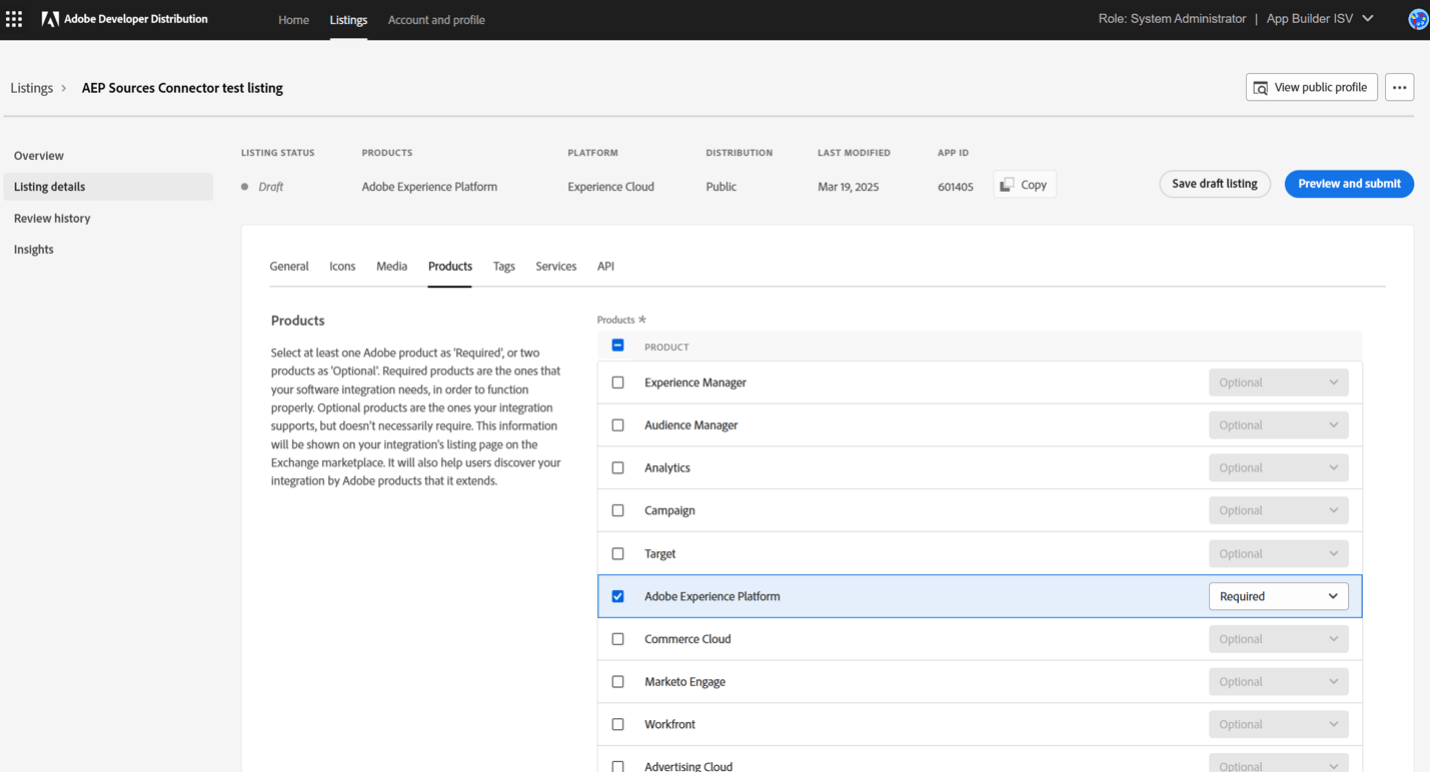 Adobe Developer Distribution
Home
Listings
Account and profile
Role: System Administrator | App Builder ISV
Listings > AEP Sources Connector test listing
View public profile
...
Overview
Listing details
Review history
Insights
LISTING STATUS
PRODUCTS
PLATFORM
DISTRIBUTION
LAST MODIFIED
APP ID
Draft
Adobe Experience Platform
Experience Cloud
Public
Mar 19, 2025
601405
Copy
Save draft listing
Preview and submit
General
Icons
Media
Products
Tags
Services
API
Products
Select at least one Adobe product as 'Required', or two
products as 'Optional'. Required products are the ones that
your software integration needs, in order to function
properly. Optional products are the ones your integration
supports, but doesn't necessarily require. This information
will be shown on your integration's listing page on the
Exchange marketplace. It will also help users discover your
integration by Adobe products that it extends.
Products *
PRODUCT
Experience Manager
Optional
Audience Manager
Optional
Analytics
Optional
Campaign
Optional
Target
Optional
Adobe Experience Platform
Required
Commerce Cloud
Optional
Marketo Engage
Optional
Workfront
Optional
Advertising Cloud
Optional